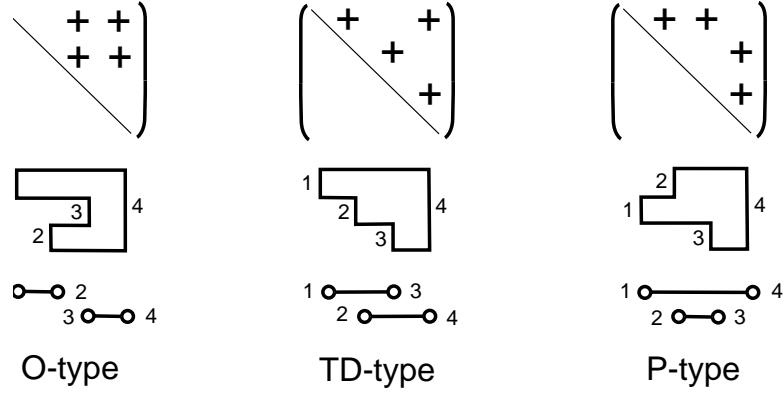 + + + + + +
+ + + +
+ +
1 2
3 4 2 4 1 4
2 3 3
2 1 3 1 4
3 4 2 4 2 3
O-type TD-type P-type